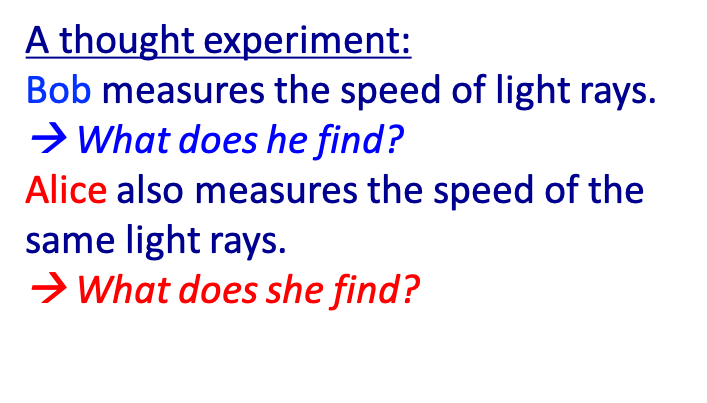 A thought experiment:
Bob measures the speed of light rays.
→ What does he find?
Alice also measures the speed of the
same light rays.
→ What does she find?